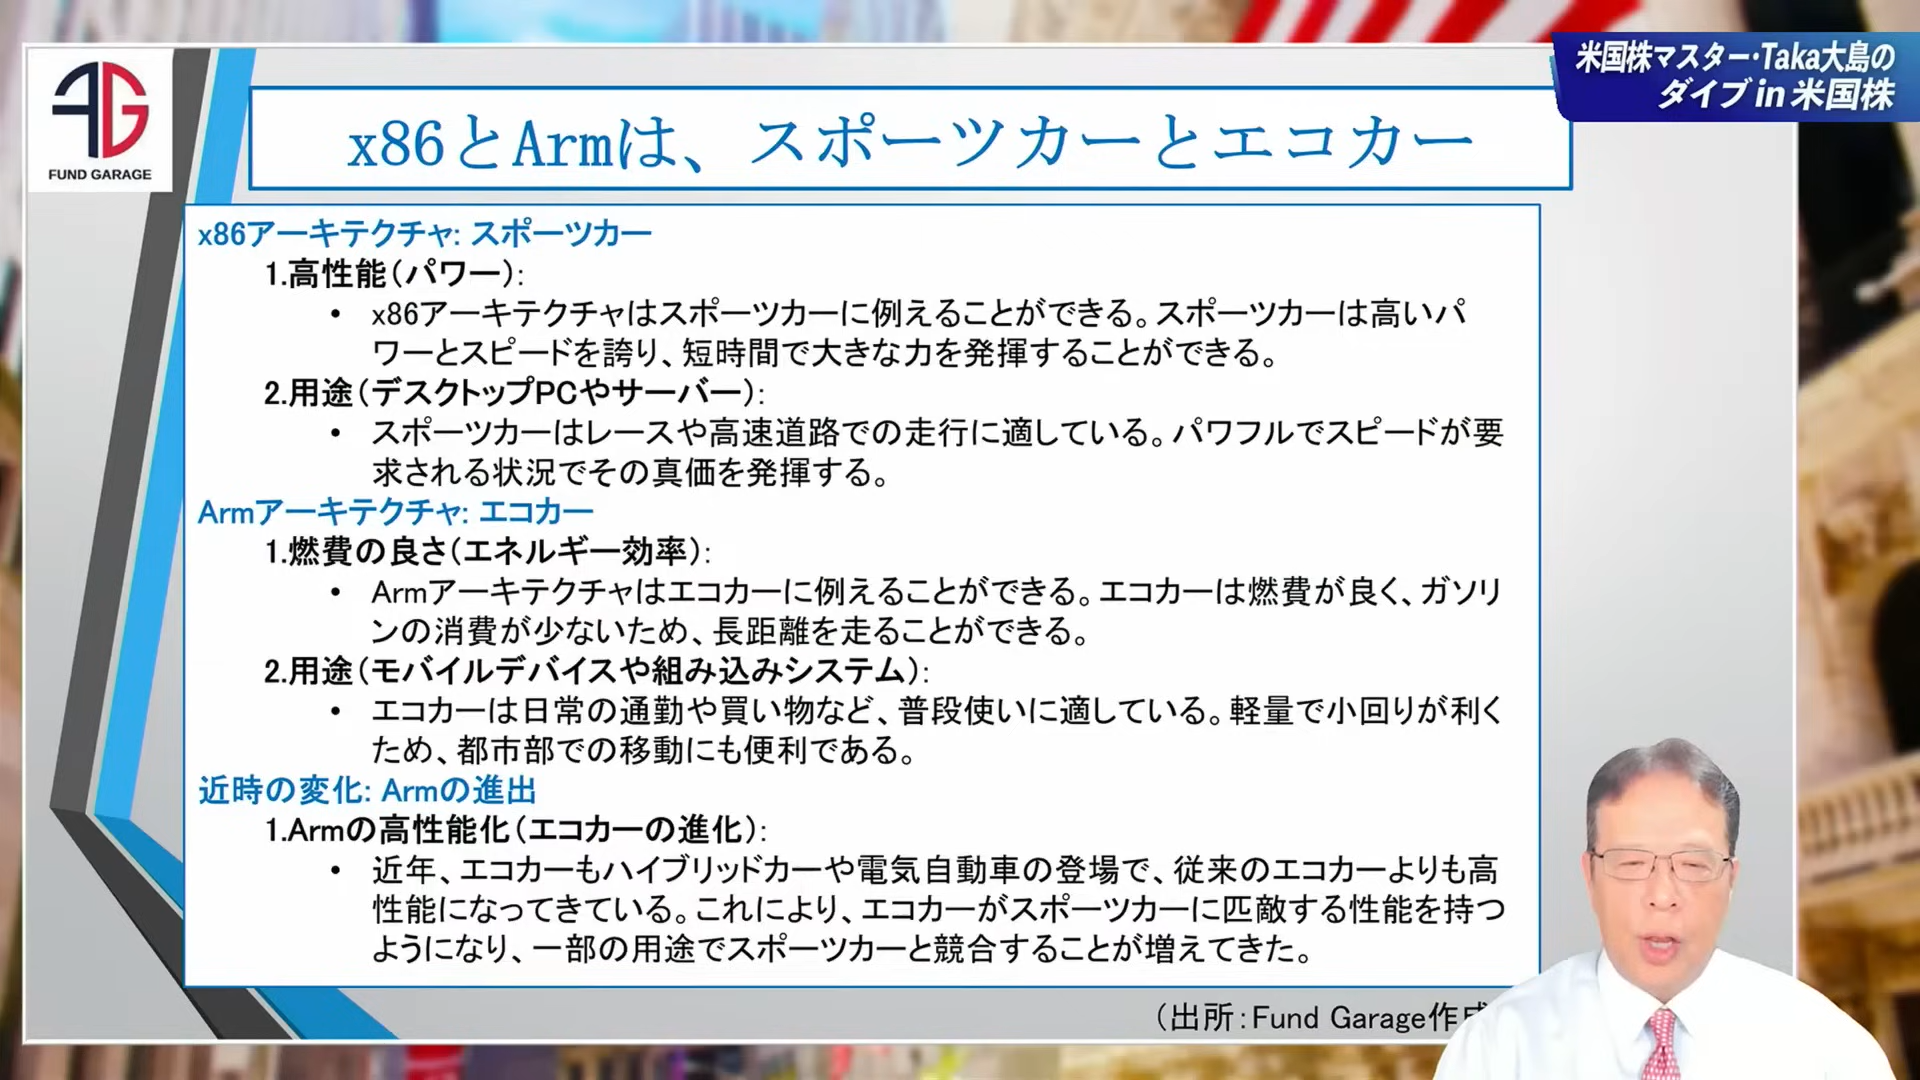 米国株マスター・Taka大島の
ダイブ in 米国株
FUND GARAGE
x86とArmは、スポーツカーとエコカー
x86アーキテクチャ: スポーツカー
1.高性能(パワー):
• x86アーキテクチャはスポーツカーに例えることができる。スポーツカーは高いパ
ワーとスピードを誇り、短時間で大きな力を発揮することができる。
2.用途(デスクトップPCやサーバー):
• スポーツカーはレースや高速道路での走行に適している。パワフルでスピードが要
求される状況でその真価を発揮する。
Armアーキテクチャ: エコカー
1.燃費の良さ(エネルギー効率):
• Armアーキテクチャはエコカーに例えることができる。エコカーは燃費が良く、ガソリ
ンの消費が少ないため、長距離を走ることができる。
2.用途(モバイルデバイスや組み込みシステム):
• エコカーは日常の通勤や買い物など、普段使いに適している。軽量で小回りが利く
ため、都市部での移動にも便利である。
近時の変化: Armの進出
1.Armの高性能化(エコカーの進化):
• 近年、エコカーもハイブリッドカーや電気自動車の登場で、従来のエコカーよりも高
性能になってきている。これにより、エコカーがスポーツカーに匹敵する性能を持つ
ようになり、一部の用途でスポーツカーと競合することが増えてきた。
(出所:Fund Garage作成